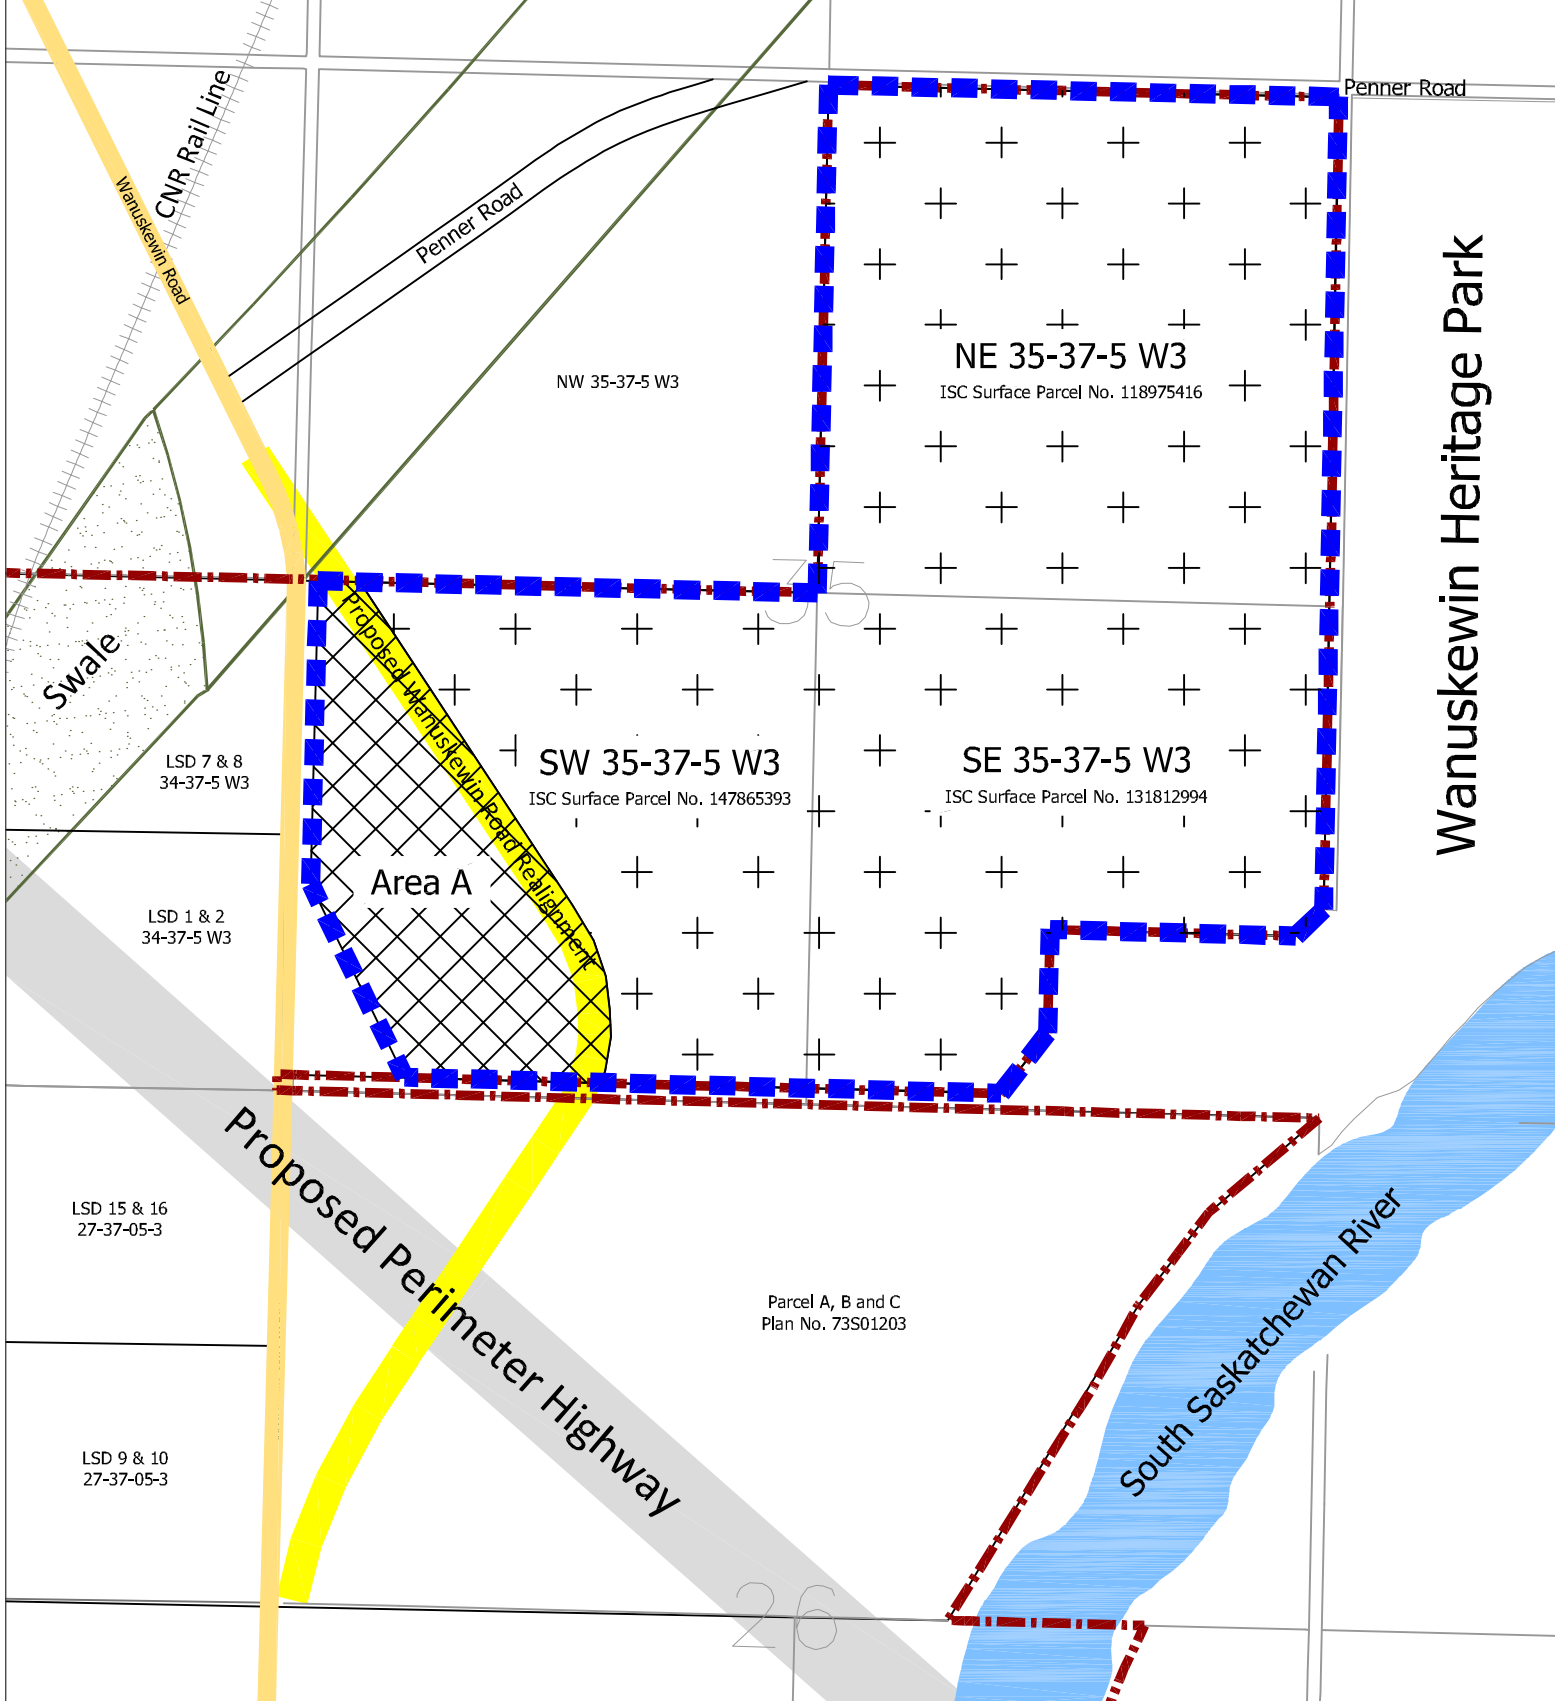 Penner Road
CNR Rail Line
Wanuskewin Road
Penner Road
NW 35-37-5 W3
NE 35-37-5 W3
ISC Surface Parcel No. 118975416
Wanuskewin Heritage Park
35
Swale
Proposed Wanuskewin Road Realignment
LSD 7 & 8
34-37-5 W3
SW 35-37-5 W3
ISC Surface Parcel No. 147865393
SE 35-37-5 W3
ISC Surface Parcel No. 131812994
Area A
LSD 1 & 2
34-37-5 W3
Proposed Perimeter Highway
LSD 15 & 16
27-37-05-3
Parcel A, B and C
Plan No. 73S01203
South Saskatchewan River
LSD 9 & 10
27-37-05-3
26